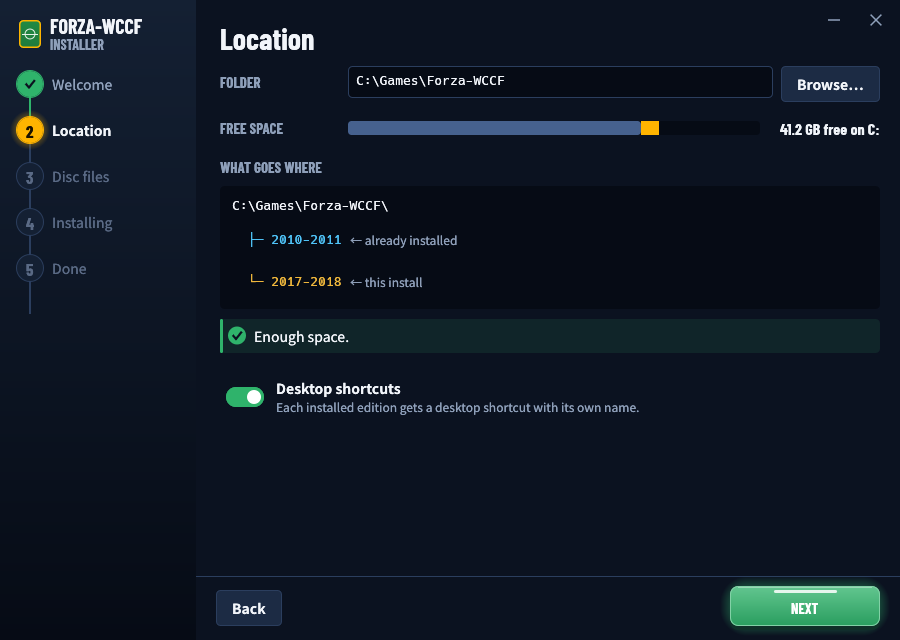 FORZA-WCCF
INSTALLER
Welcome
2 Location
3 Disc files
4 Installing
5 Done
Location
FOLDER C:\Games\Forza-WCCF Browse...
FREE SPACE 41.2 GB free on C:
WHAT GOES WHERE
C:\Games\Forza-WCCF\
├─ 2010-2011 ← already installed
└─ 2017-2018 ← this install
Enough space.
Desktop shortcuts
Each installed edition gets a desktop shortcut with its own name.
Back NEXT